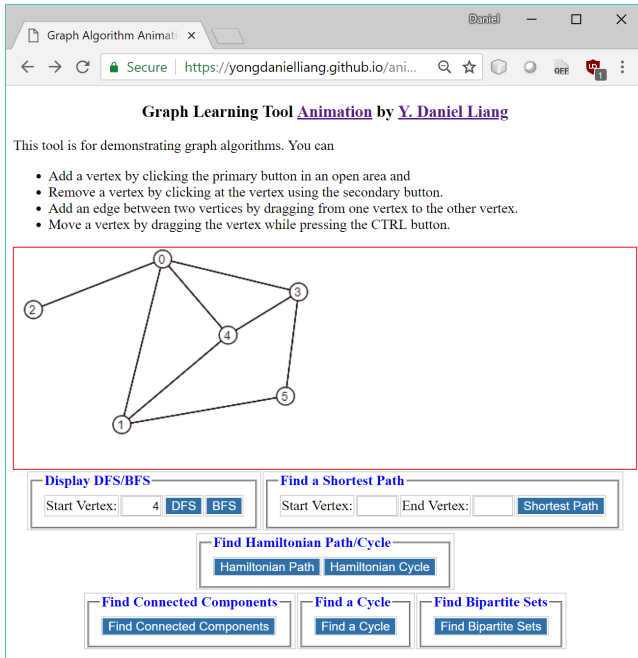 Daniel
Graph Algorithm Animati
Secure https://yongdanielliang.github.io/ani... OFF 1
Graph Learning Tool Animation by Y. Daniel Liang
This tool is for demonstrating graph algorithms. You can
• Add a vertex by clicking the primary button in an open area and
• Remove a vertex by clicking at the vertex using the secondary button.
• Add an edge between two vertices by dragging from one vertex to the other vertex.
• Move a vertex by dragging the vertex while pressing the CTRL button.
0
3
2
4
5
1
Display DFS/BFS Find a Shortest Path
Start Vertex: 4 DFS BFS Start Vertex: End Vertex: Shortest Path
Find Hamiltonian Path/Cycle
Hamiltonian Path Hamiltonian Cycle
Find Connected Components Find a Cycle Find Bipartite Sets
Find Connected Components Find a Cycle Find Bipartite Sets